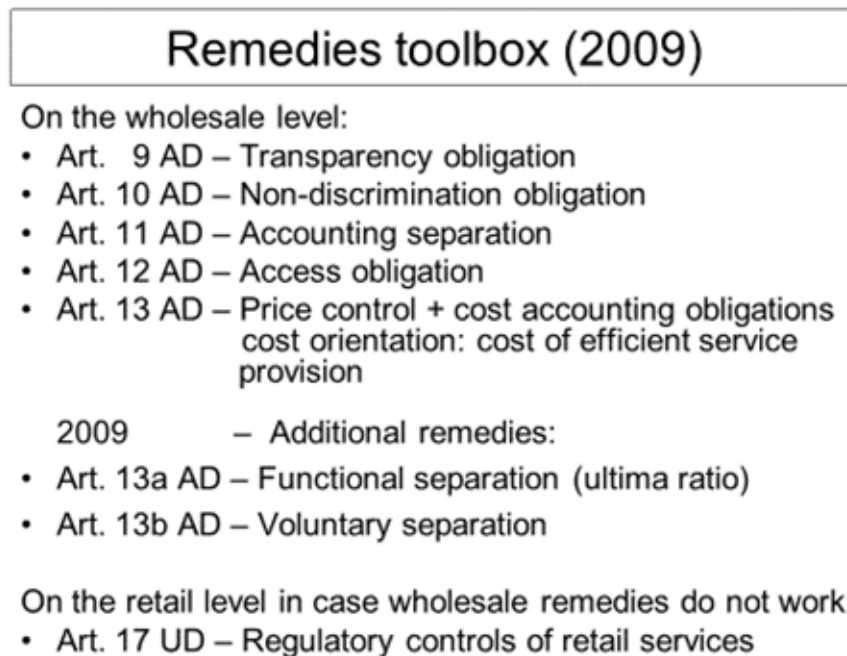 Remedies toolbox (2009)
On the wholesale level:
• Art. 9 AD – Transparency obligation
• Art. 10 AD – Non-discrimination obligation
• Art. 11 AD – Accounting separation
• Art. 12 AD – Access obligation
• Art. 13 AD – Price control + cost accounting obligations
cost orientation: cost of efficient service
provision
2009 – Additional remedies:
• Art. 13a AD – Functional separation (ultima ratio)
• Art. 13b AD – Voluntary separation
On the retail level in case wholesale remedies do not work
• Art. 17 UD – Regulatory controls of retail services